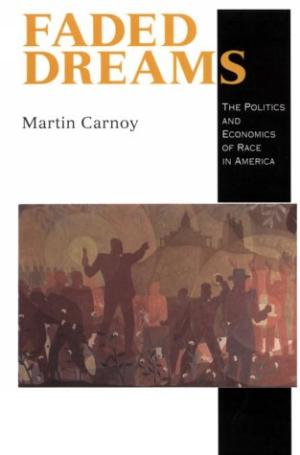 FADED
DREAMS
Martin Carnoy
THE POLITICS
AND
ECONOMICS
OF RACE
IN AMERICA